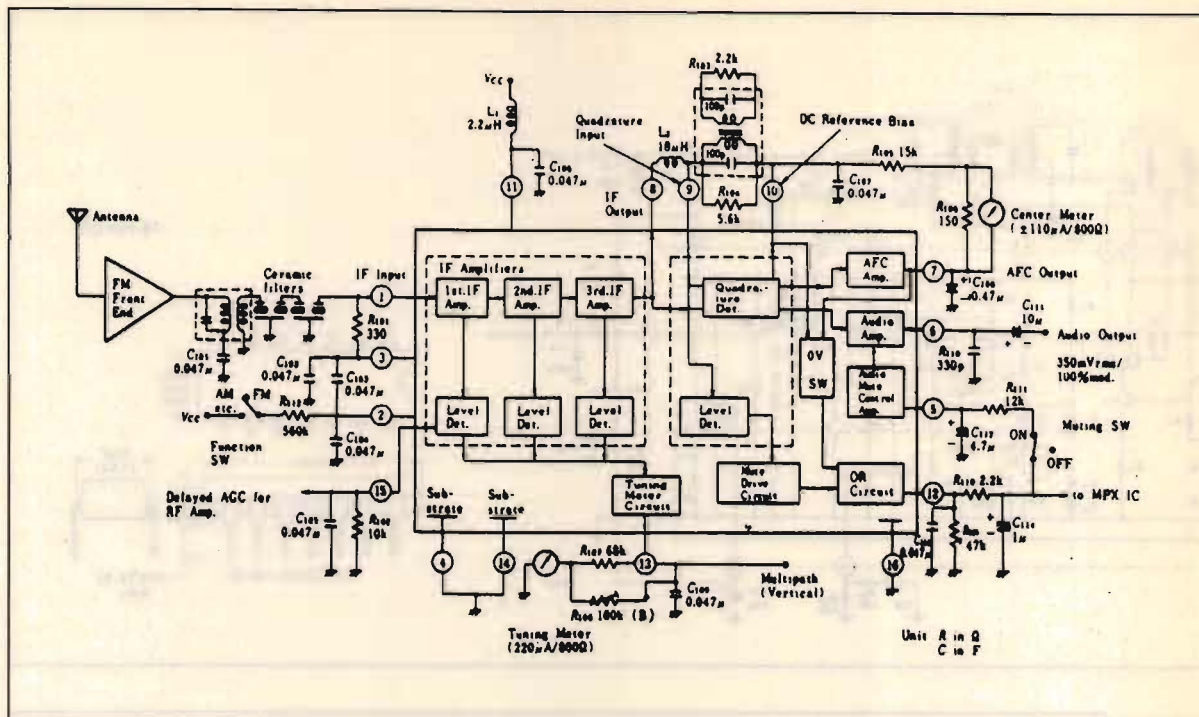 Vcc
L₁
2.2μH
C₁₀₆
0.047μ
11
Quadrature
Input
R₁₀₃ 2.2k
100p
100p
L₂
18μH
R₁₀₄
5.6k
8
9
10
IF
Output
DC Reference Bias
C₁₀₇
0.047μ
R₁₀₅ 15k
R₁₀₆
150
Center Meter
(±110μA/800Ω)
Antenna
FM
Front
End
Ceramic
filters
IF Input
1
R₁₀₁
330
3
C₁₀₁
0.047μ
C₁₀₂
0.047μ
C₁₀₃
0.047μ
AM
etc.
FM
Vcc
R₁₁₂
560k
2
C₁₀₄
0.047μ
Function
SW
Delayed AGC for
RF Amp.
15
C₁₀₅
0.047μ
R₁₀₂
10k
IF Amplifiers
1st.IF
Amp.
2nd.IF
Amp.
3rd.IF
Amp.
Level
Det.
Level
Det.
Level
Det.
Quadra-
ture
Det.
Level
Det.
AFC
Amp.
Audio
Amp.
Audio
Mute
Control
Amp.
0V
SW
Tuning
Meter
Circuit
Mute
Drive
Circuit
OR
Circuit
7
AFC Output
0.47μ
6
C₁₁₁
10μ
Audio Output
350mVrms/
100%mod.
330p
5
R₁₁₁
12k
C₁₁₂
4.7μ
Muting SW
ON
OFF
12
R₁₁₀ 2.2k
to MPX IC
0.047μ
47k
1μ
Sub-
strate
Sub-
strate
4
14
R₁₀₇ 68k
13
R₁₀₈ 100k (B)
C₁₀₉
0.047μ
Multipath
(Vertical)
16
Tuning Meter
(220μA/800Ω)
Unit R in Ω
C in F